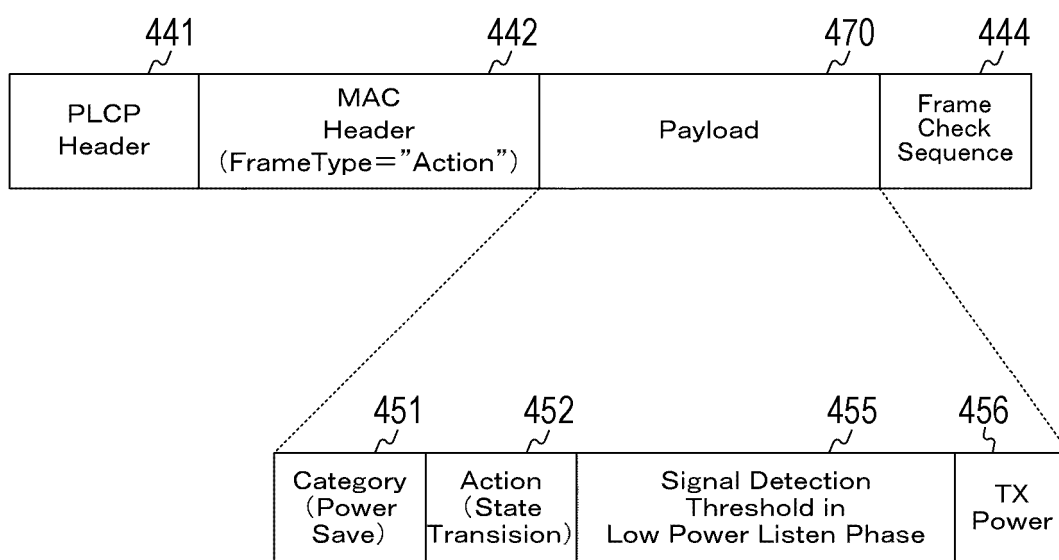 441
442
470
444
PLCP
Header
MAC
Header
(FrameType="Action")
Payload
Frame
Check
Sequence
451
452
455
456
Category
(Power
Save)
Action
(State
Transision)
Signal Detection
Threshold in
Low Power Listen Phase
TX
Power